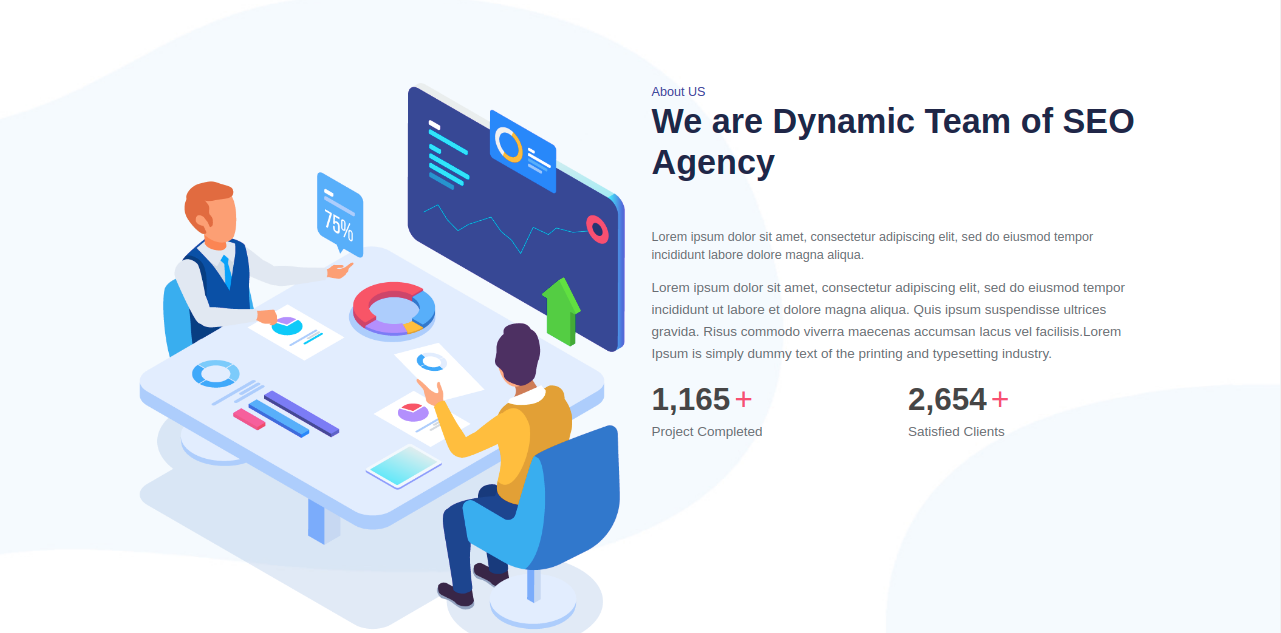 About US
We are Dynamic Team of SEO
Agency
75%
Lorem ipsum dolor sit amet, consectetur adipiscing elit, sed do eiusmod tempor
incididunt labore dolore magna aliqua.
Lorem ipsum dolor sit amet, consectetur adipiscing elit, sed do eiusmod tempor
incididunt ut labore et dolore magna aliqua. Quis ipsum suspendisse ultrices
gravida. Risus commodo viverra maecenas accumsan lacus vel facilisis.Lorem
Ipsum is simply dummy text of the printing and typesetting industry.
1,165 + 2,654 +
Project Completed Satisfied Clients